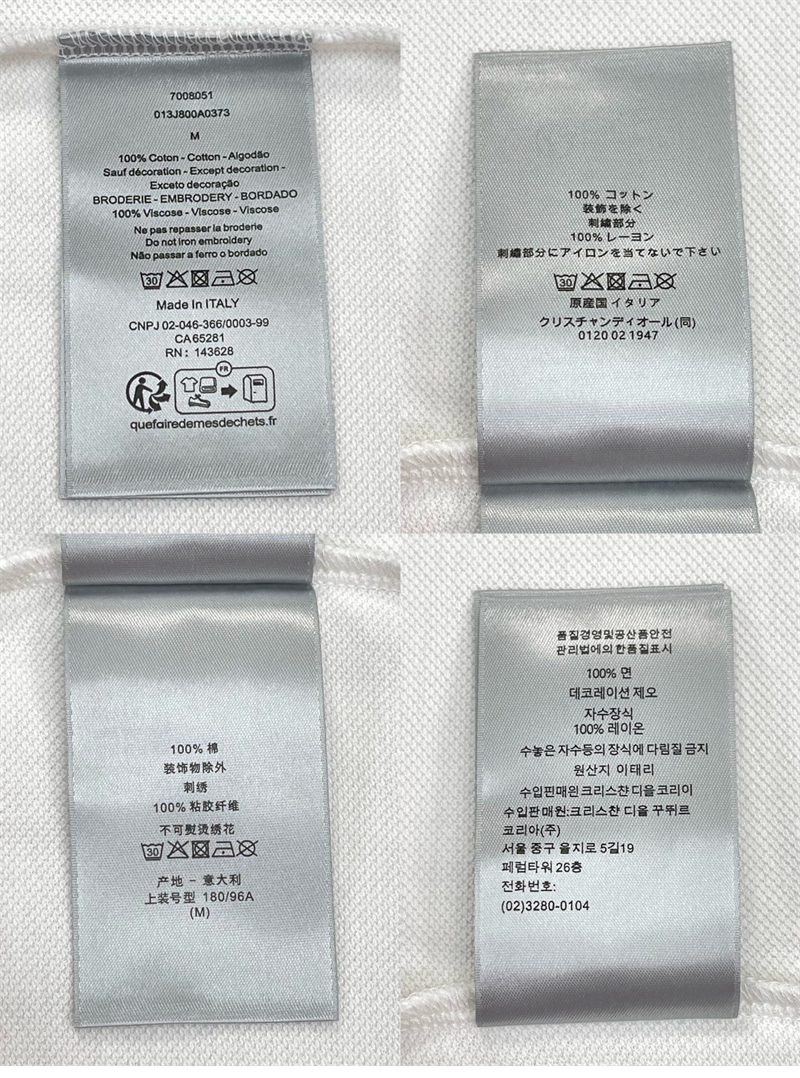 7008051
013J800A0373
M
100% Coton - Cotton - Algodão
Sauf décoration - Except decoration -
Exceto decoração
BRODERIE - EMBROIDERY - BORDADO
100% Viscose - Viscose - Viscose
Ne pas repasser la broderie
Do not iron embroidery
Não passar a ferro o bordado
30
Made in ITALY
CNPJ 02-046-366/0003-99
CA 65281
RN : 143628
FR
quefairedemesdechets.fr
100% コットン
装飾を除く
刺繡部分
100% レーヨン
刺繡部分にアイロンを当てないで下さい
30
原産国 イタリア
クリスチャンディオール(同)
0120 02 1947
100% 棉
装饰物除外
刺绣
100% 粘胶纤维
不可熨烫绣花
30
产地 - 意大利
上装号型 180/96A
(M)
품질경영및공산품안전
관리법에의한품질표시
100% 면
데코레이션 제오
자수장식
100% 레이온
수놓은 자수등의 장식에 다림질 금지
원산지 이태리
수입판매왼크리스챤 디올코리이
수입판매원:크리스챤 디올 꾸뛰르
코리아(주)
서울 중구 을지로 5길19
페럼타워 26층
전화번호:
(02)3280-0104